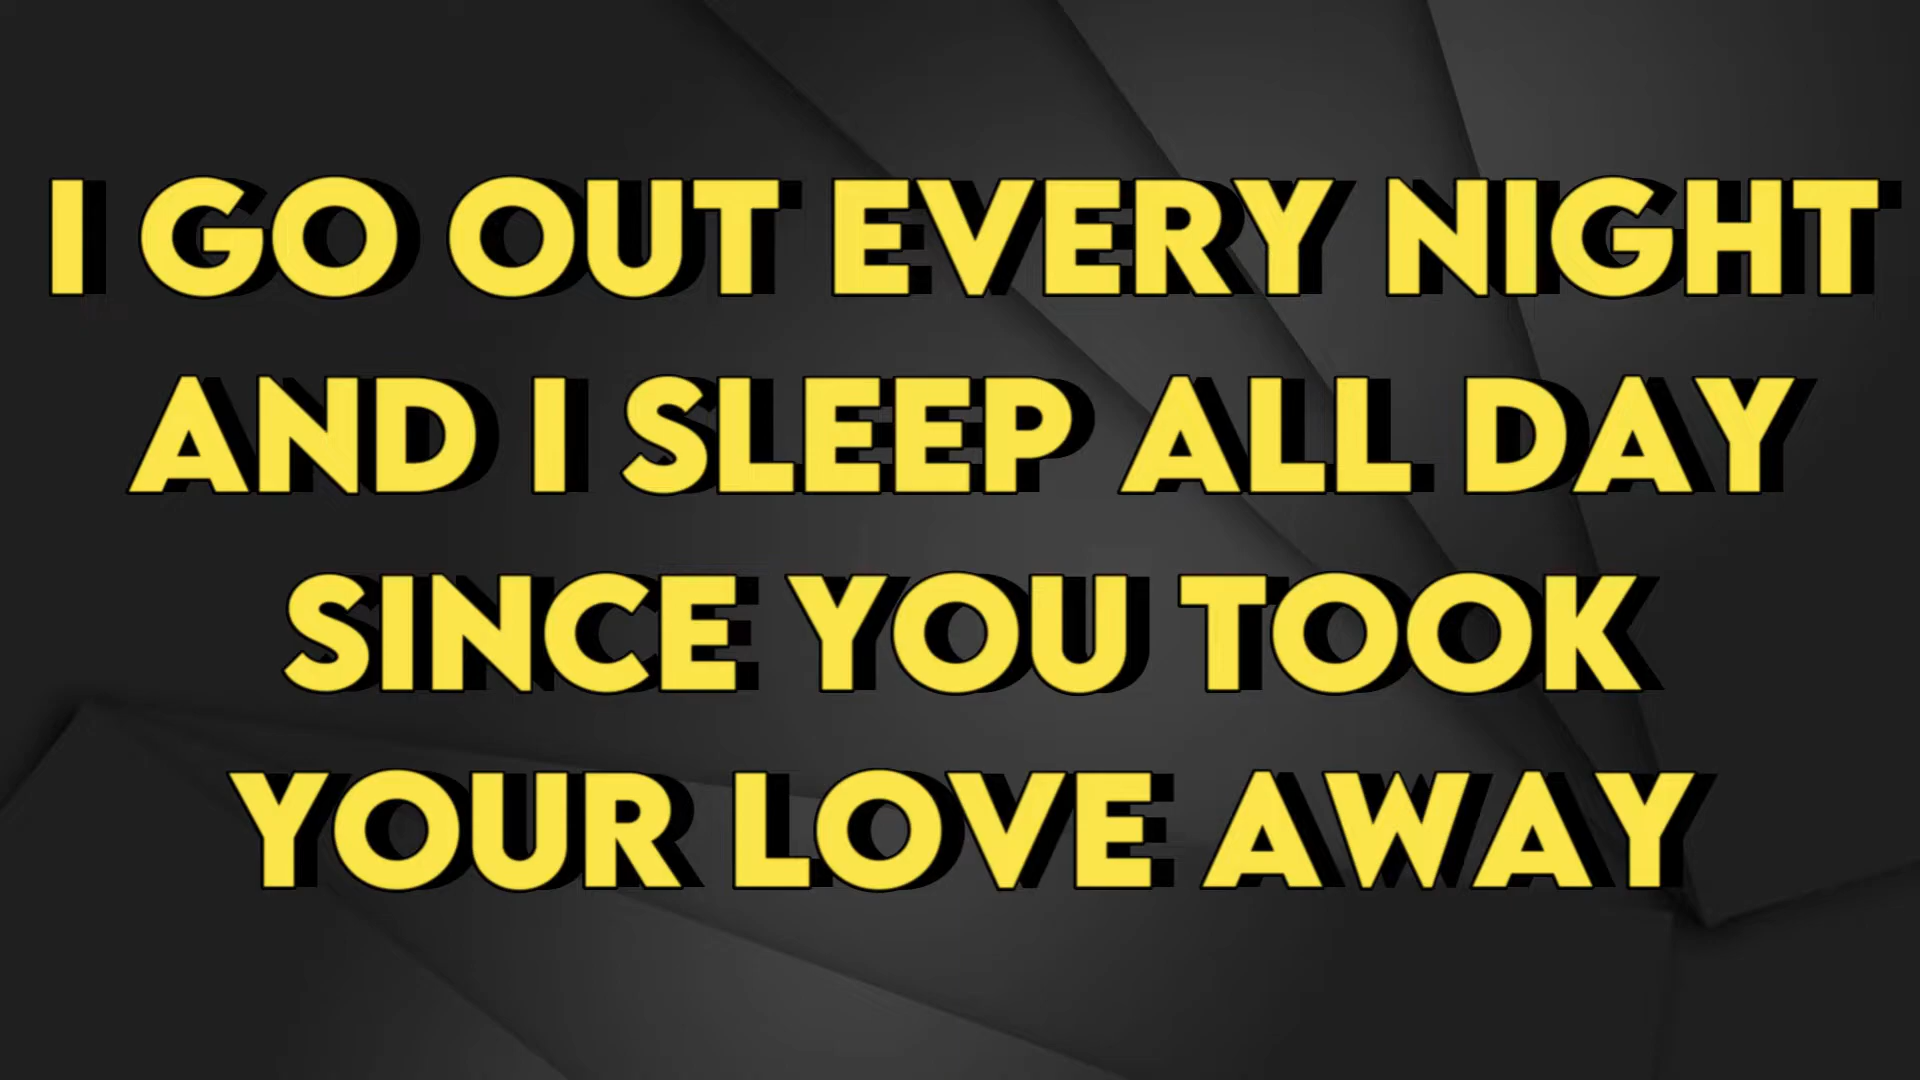 I GO OUT EVERY NIGHT
AND I SLEEP ALL DAY
SINCE YOU TOOK
YOUR LOVE AWAY